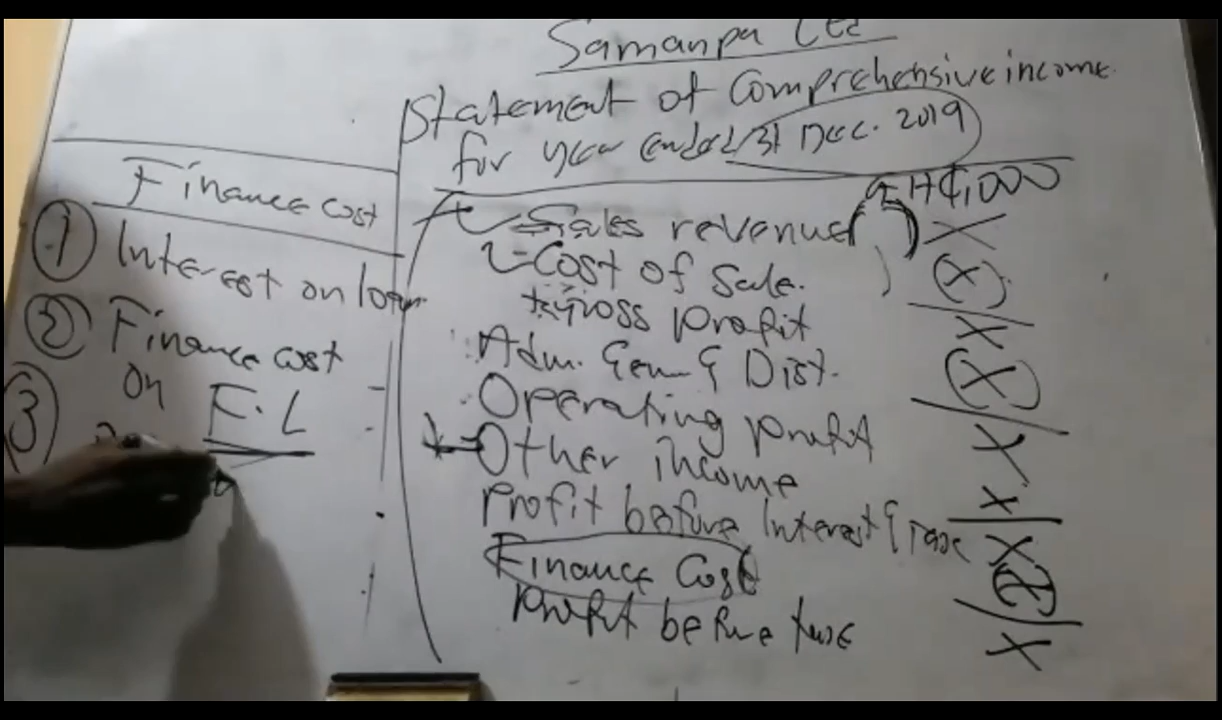 Samanpa Ltd
Statement of Comprehensive income
for year ended 31 Dec. 2019
GH₵,000
Sales revenue X
Cost of Sale. (X)
Gross profit X
Adm. Gen & Dist. (X)
Operating profit X
Other income X
Profit before Interest & Tax X
Finance Cost (X)
Profit before tax X
Finance cost
① Interest on loan
② Finance cost
on F.L
③